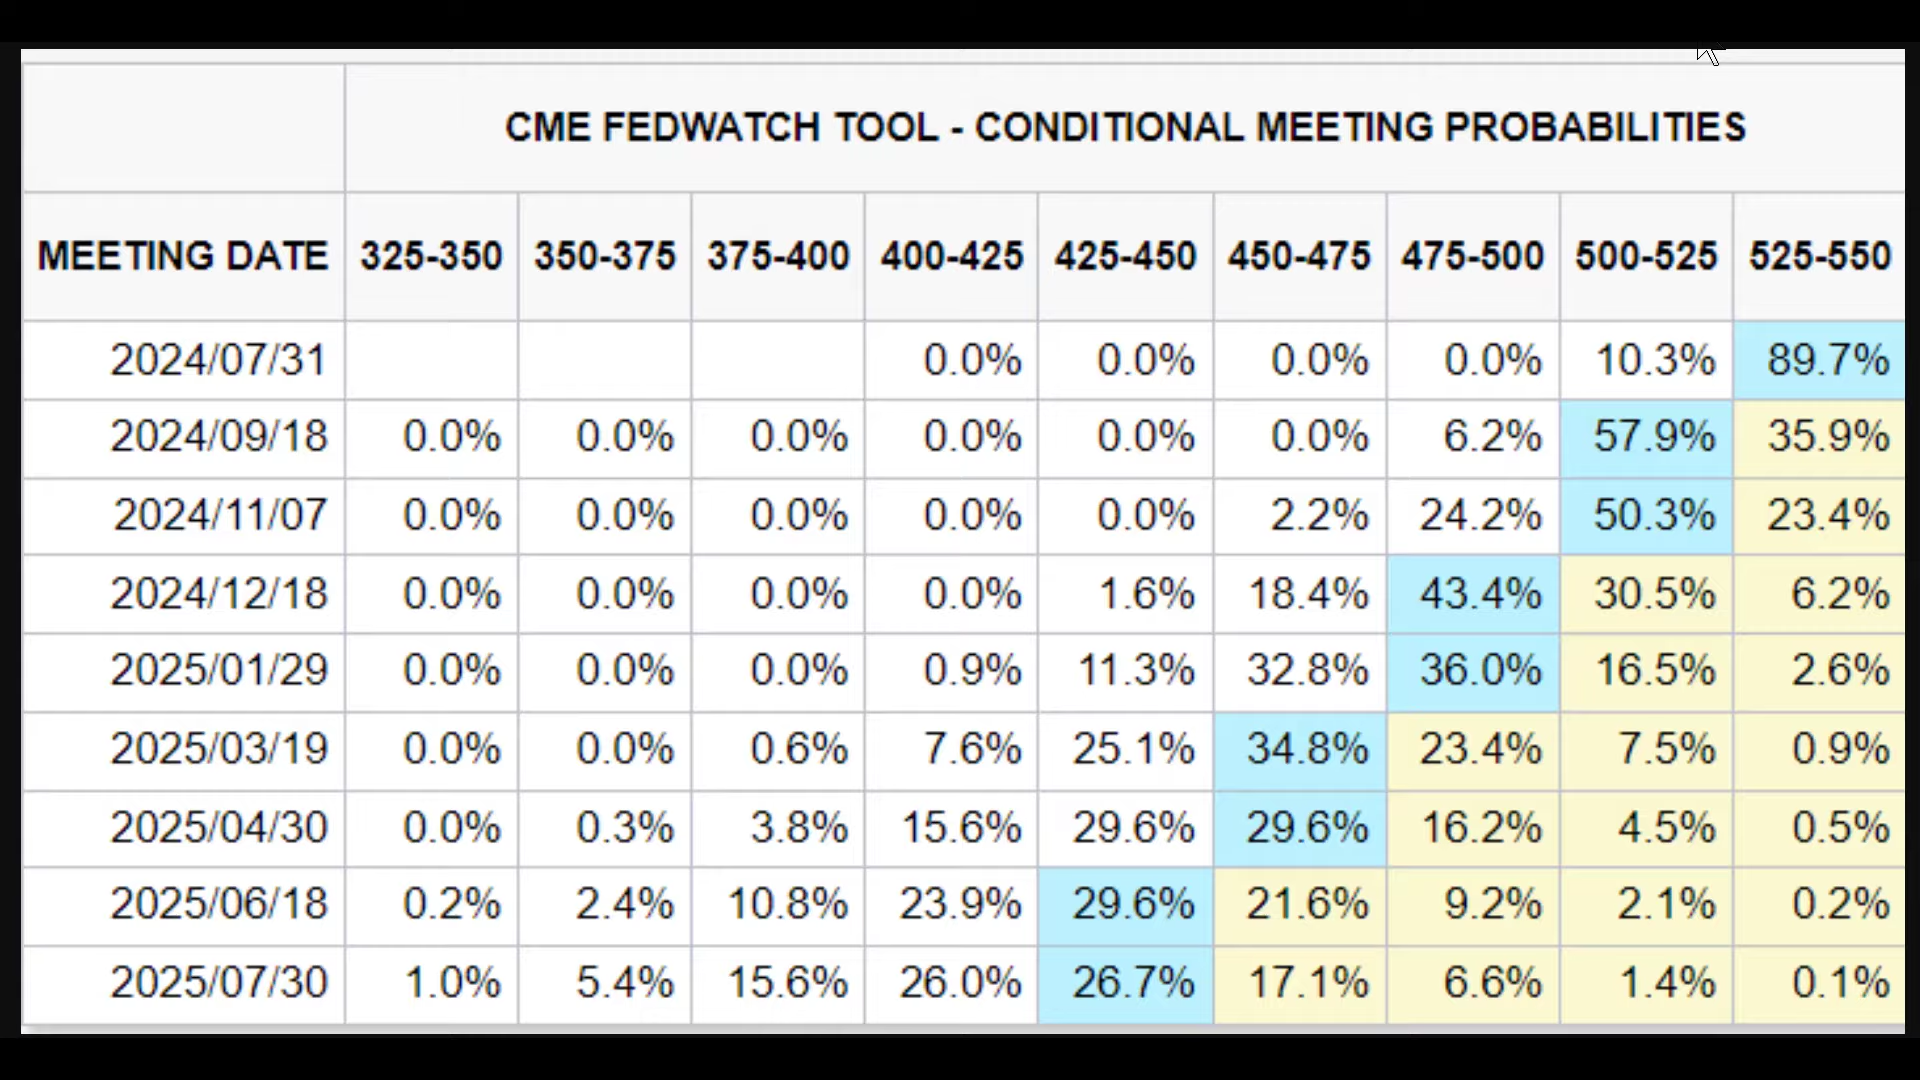 CME FEDWATCH TOOL - CONDITIONAL MEETING PROBABILITIES
MEETING DATE 325-350 350-375 375-400 400-425 425-450 450-475 475-500 500-525 525-550
2024/07/31 0.0% 0.0% 0.0% 0.0% 10.3% 89.7%
2024/09/18 0.0% 0.0% 0.0% 0.0% 0.0% 0.0% 6.2% 57.9% 35.9%
2024/11/07 0.0% 0.0% 0.0% 0.0% 0.0% 2.2% 24.2% 50.3% 23.4%
2024/12/18 0.0% 0.0% 0.0% 0.0% 1.6% 18.4% 43.4% 30.5% 6.2%
2025/01/29 0.0% 0.0% 0.0% 0.9% 11.3% 32.8% 36.0% 16.5% 2.6%
2025/03/19 0.0% 0.0% 0.6% 7.6% 25.1% 34.8% 23.4% 7.5% 0.9%
2025/04/30 0.0% 0.3% 3.8% 15.6% 29.6% 29.6% 16.2% 4.5% 0.5%
2025/06/18 0.2% 2.4% 10.8% 23.9% 29.6% 21.6% 9.2% 2.1% 0.2%
2025/07/30 1.0% 5.4% 15.6% 26.0% 26.7% 17.1% 6.6% 1.4% 0.1%